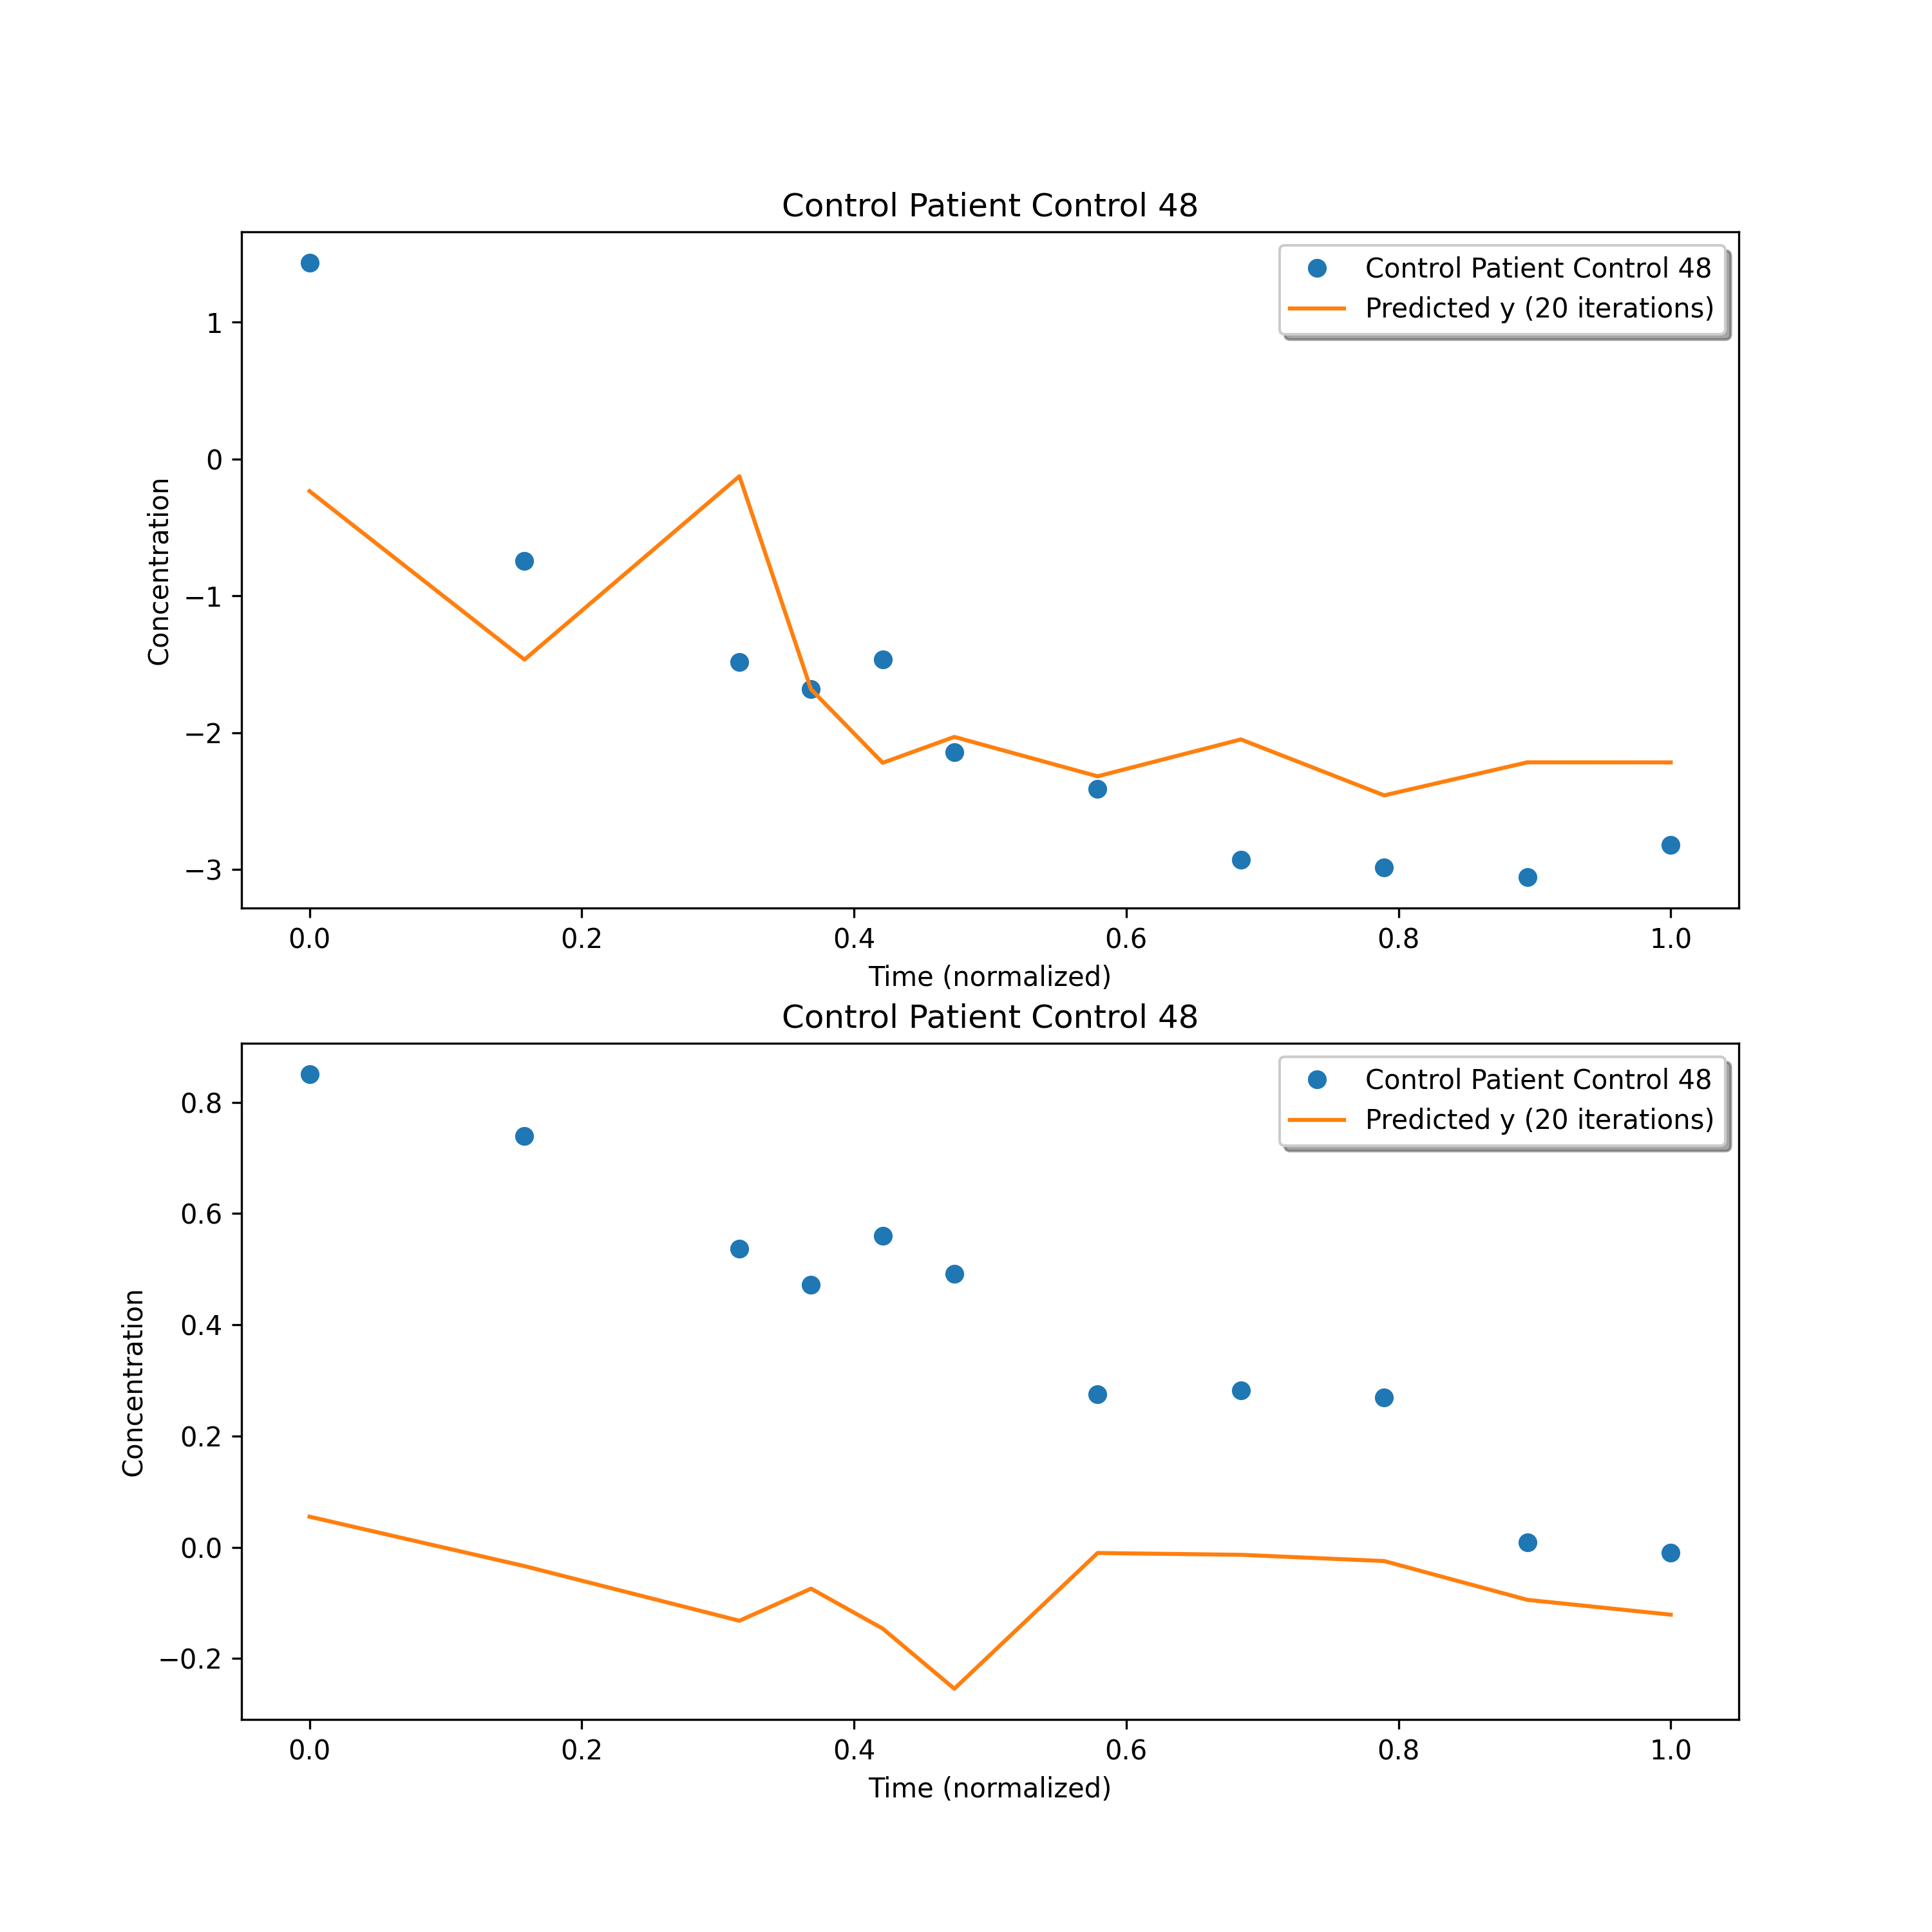 Control Patient Control 48
Control Patient Control 48
Predicted y (20 iterations)
1
0
−1
−2
−3
Concentration
0.0 0.2 0.4 0.6 0.8 1.0
Time (normalized)
Control Patient Control 48
Control Patient Control 48
Predicted y (20 iterations)
0.8
0.6
0.4
0.2
0.0
−0.2
Concentration
0.0 0.2 0.4 0.6 0.8 1.0
Time (normalized)